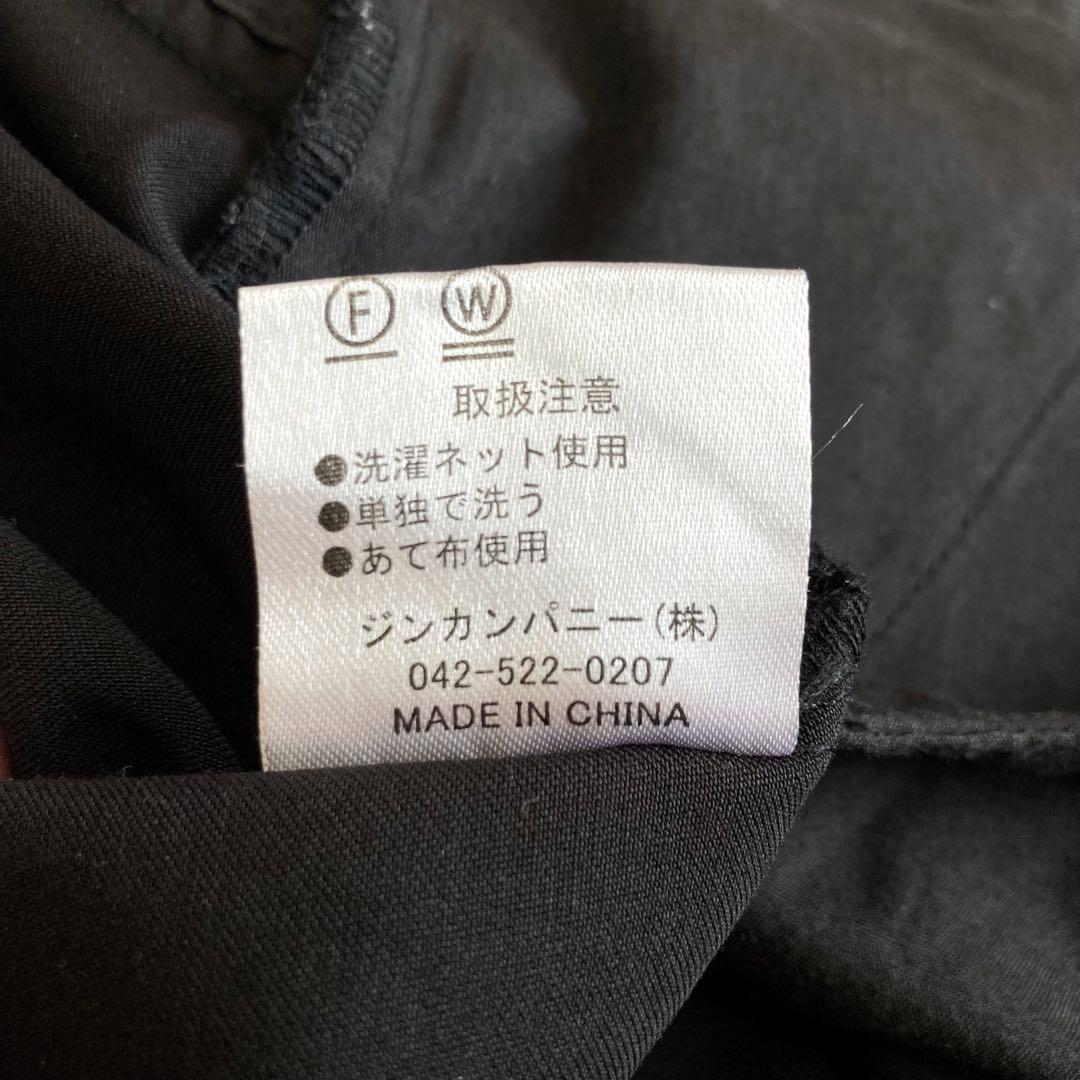 F W
取扱注意
●洗濯ネット使用
●単独で洗う
●あて布使用
ジンカンパニー(株)
042-522-0207
MADE IN CHINA